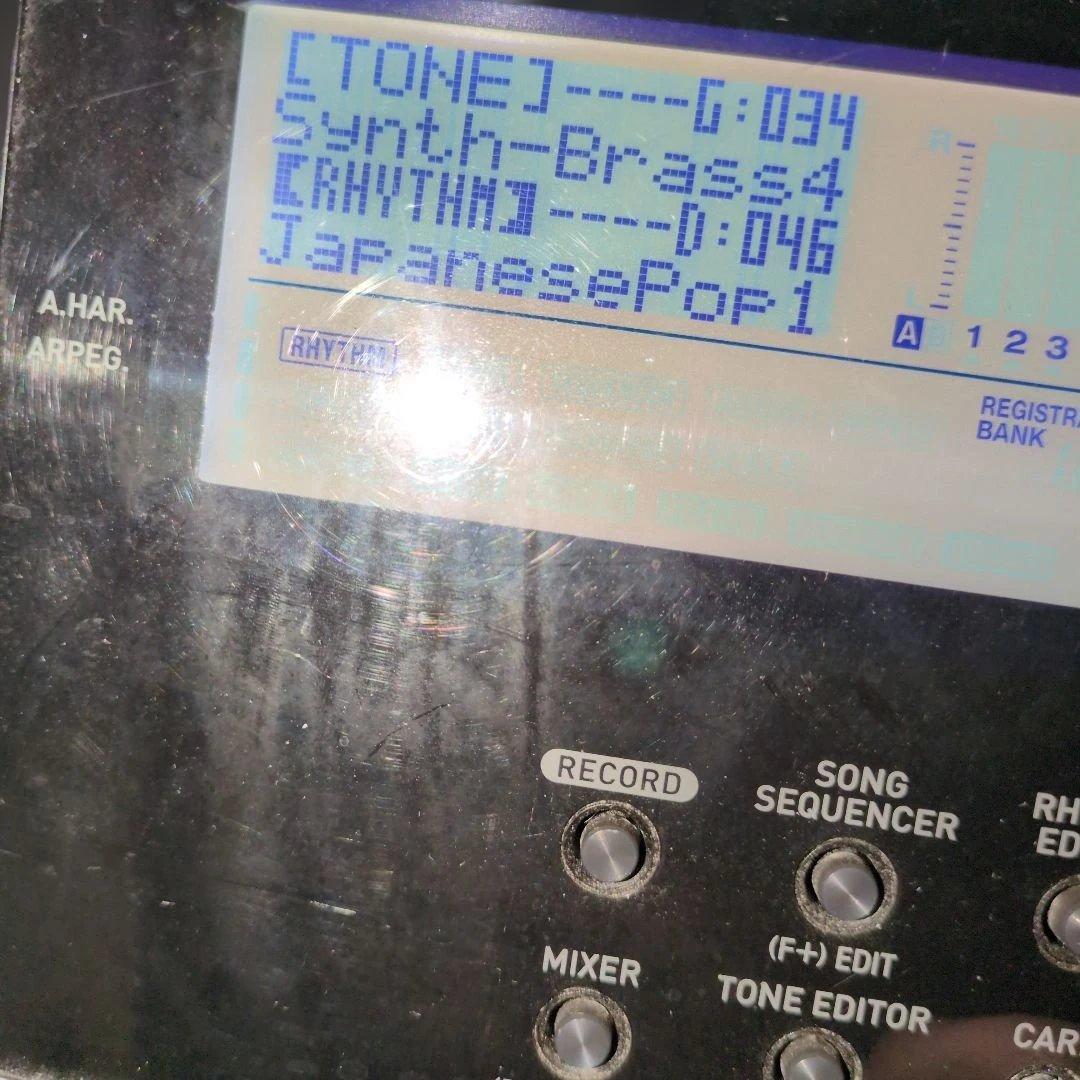 [TONE]----G:034
Synth-Brass4
[RHYTHM]----D:046
JapanesePop1
A 1 2 3
RHYTHM
BANK
A.HAR.
ARPEG.
RECORD
SONG
SEQUENCER
(F+) EDIT
MIXER
TONE EDITOR